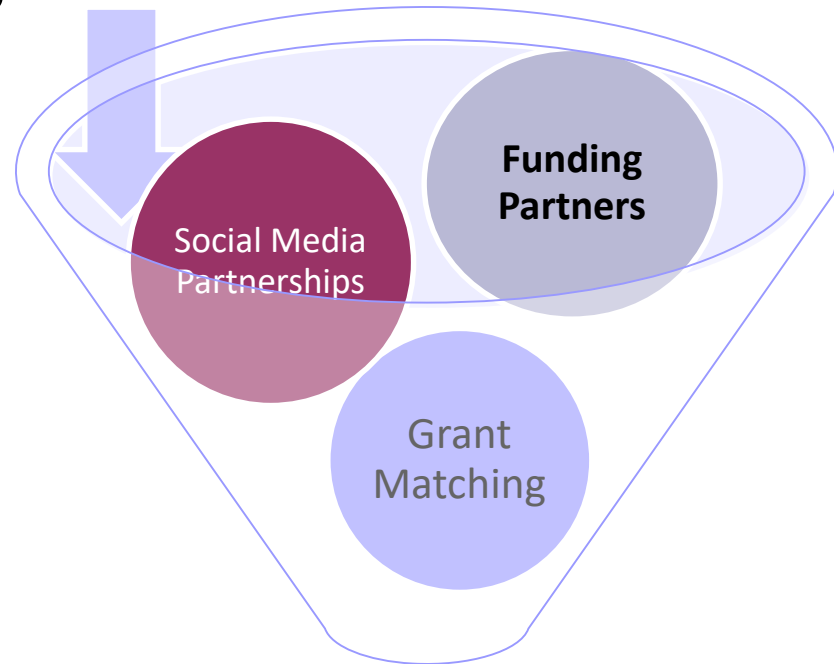 Funding
Partners
Social Media
Partnerships
Grant
Matching